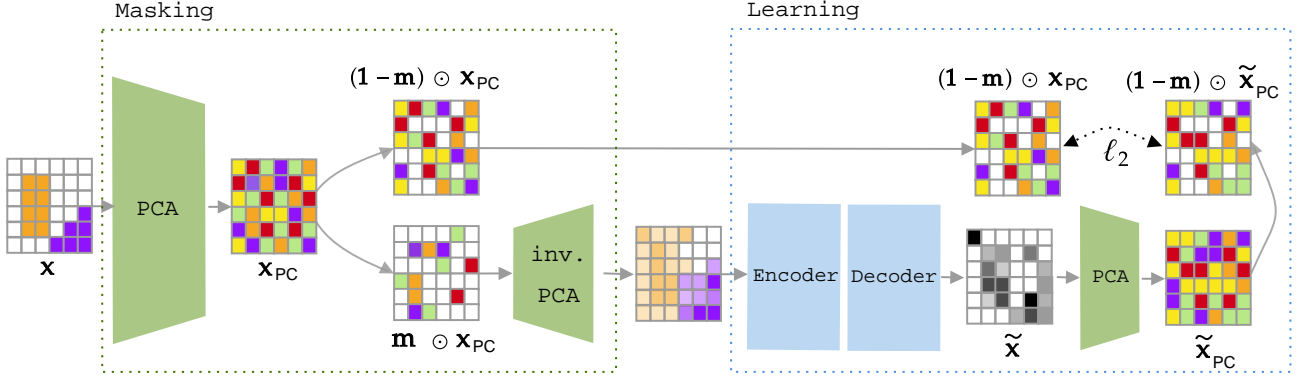 Masking
Learning
(1 − m) ⊙ x_PC
(1 − m) ⊙ x_PC
(1 − m) ⊙ x̃_PC
ℓ₂
PCA
x
x_PC
inv.
PCA
m ⊙ x_PC
Encoder
Decoder
PCA
x̃
x̃_PC